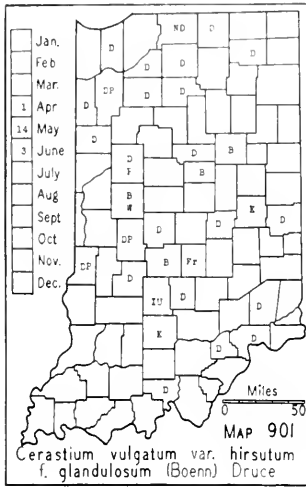 Jan.
Feb
Mar.
1 Apr
14 May
3 June
July
Aug
Sept
Oct
Nov.
Dec.
ND D
D D
D D
DP D D
D
D D B
D F B
B W K
D D D
DP
DP D B Fr
IU D D
K D D
D
Miles
0 50
MAP 901
Cerastium vulgatum var. hirsutum
f. glandulosum (Boenn) Druce